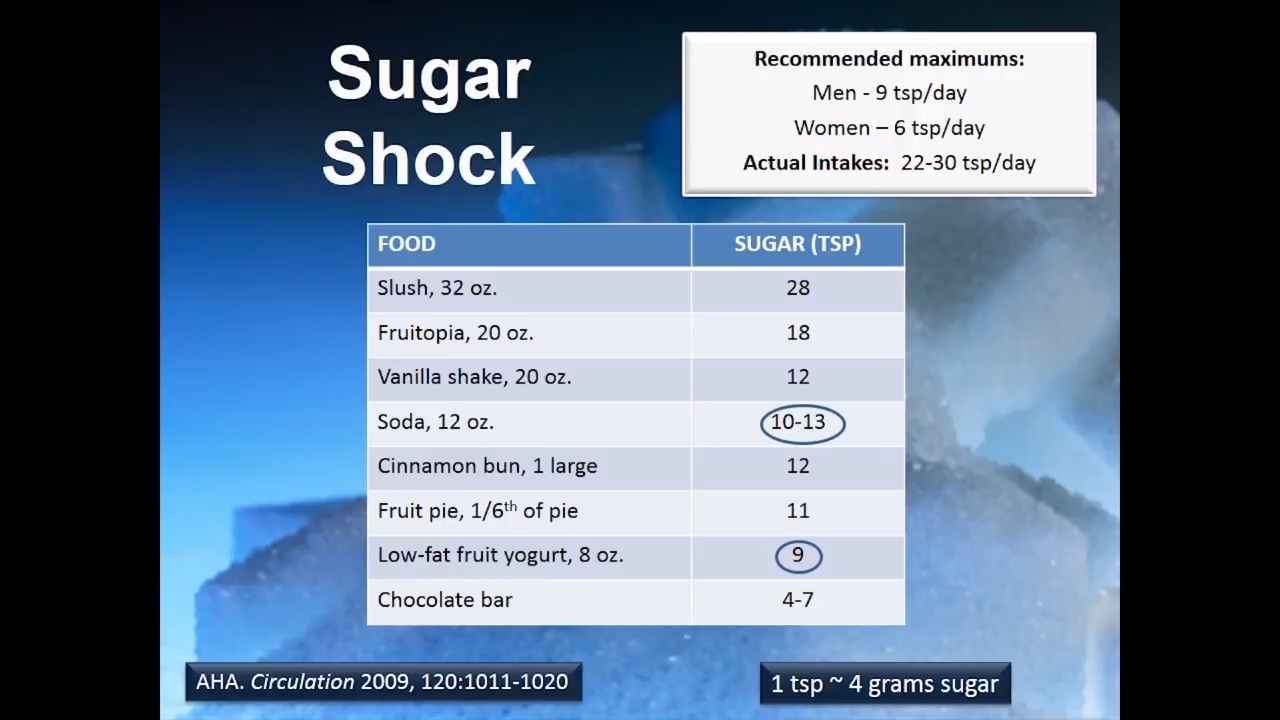 Sugar
Shock
Recommended maximums:
Men - 9 tsp/day
Women – 6 tsp/day
Actual Intakes: 22-30 tsp/day
FOOD SUGAR (TSP)
Slush, 32 oz. 28
Fruitopia, 20 oz. 18
Vanilla shake, 20 oz. 12
Soda, 12 oz. 10-13
Cinnamon bun, 1 large 12
Fruit pie, 1/6th of pie 11
Low-fat fruit yogurt, 8 oz. 9
Chocolate bar 4-7
AHA. Circulation 2009, 120:1011-1020
1 tsp ~ 4 grams sugar